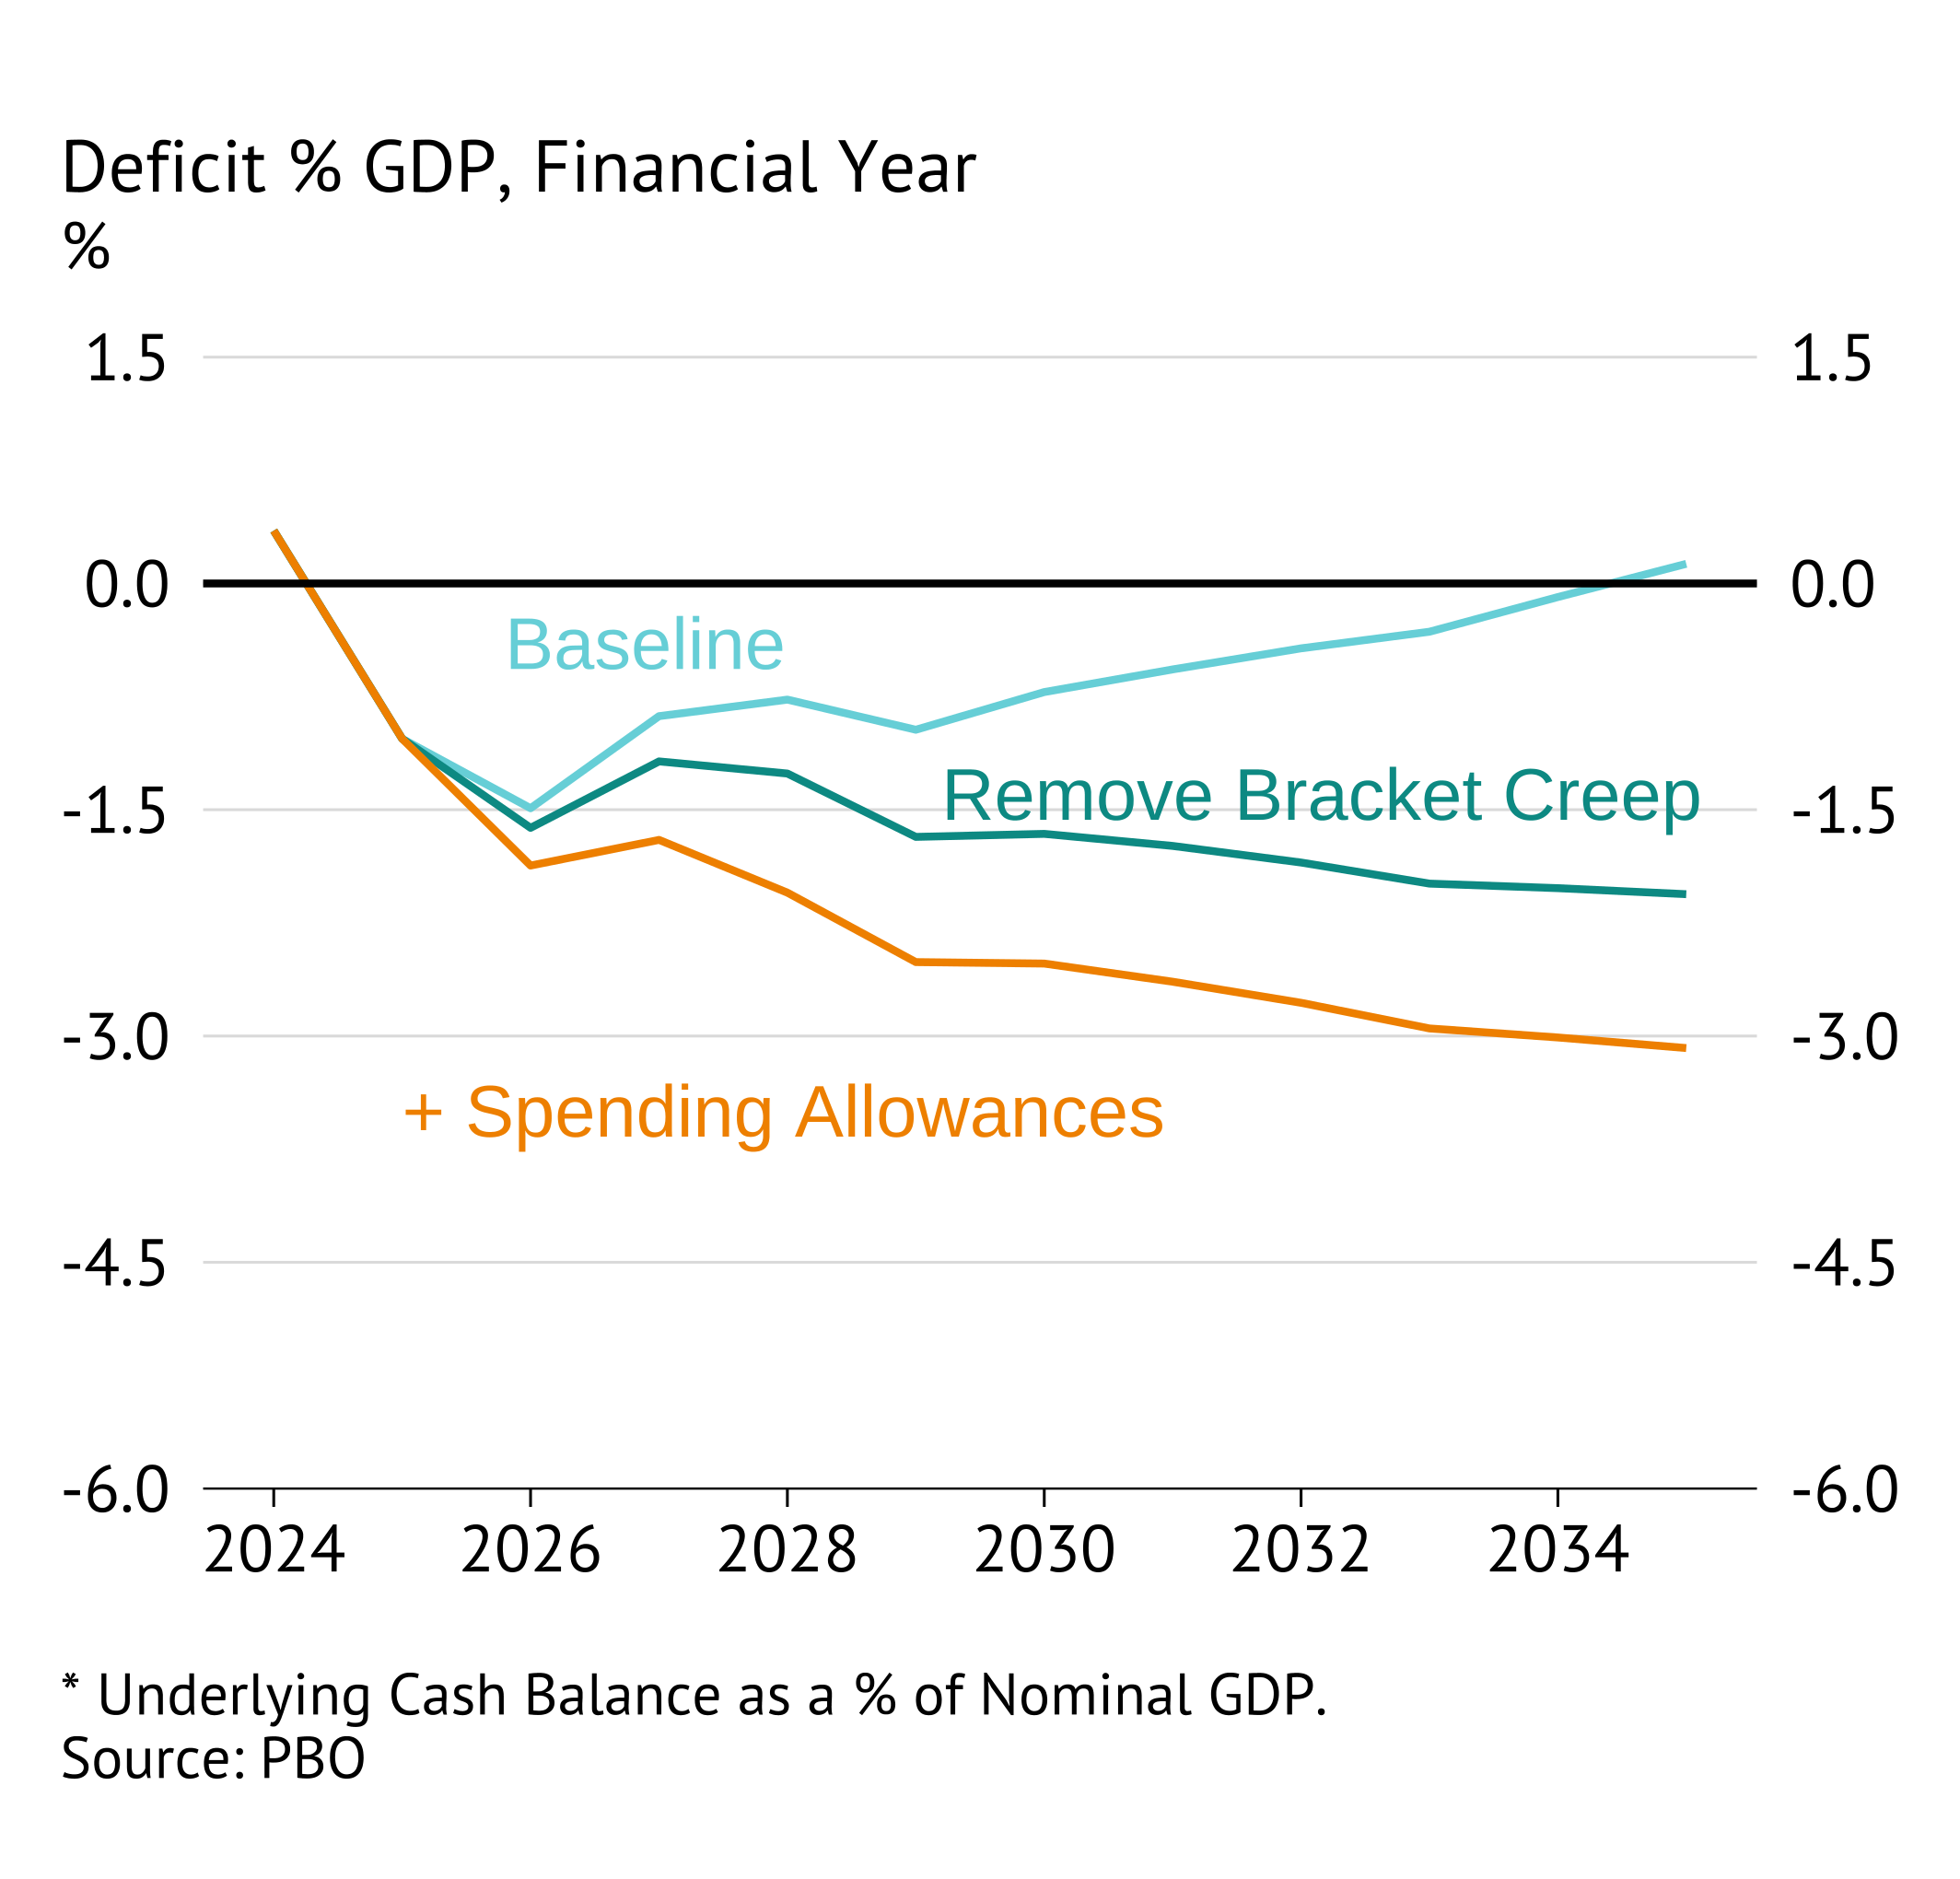 Deficit % GDP, Financial Year
%
1.5 1.5
0.0 0.0
Baseline
Remove Bracket Creep
-1.5 -1.5
-3.0 -3.0
+ Spending Allowances
-4.5 -4.5
-6.0 -6.0
2024 2026 2028 2030 2032 2034
* Underlying Cash Balance as a % of Nominal GDP.
Source: PBO